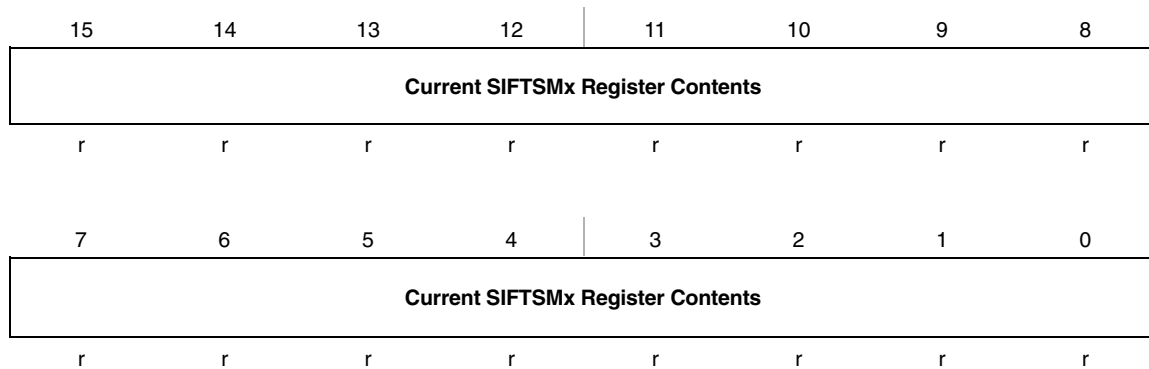 15 14 13 12 11 10 9 8
Current SIFTSMx Register Contents
r r r r r r r r
7 6 5 4 3 2 1 0
Current SIFTSMx Register Contents
r r r r r r r r